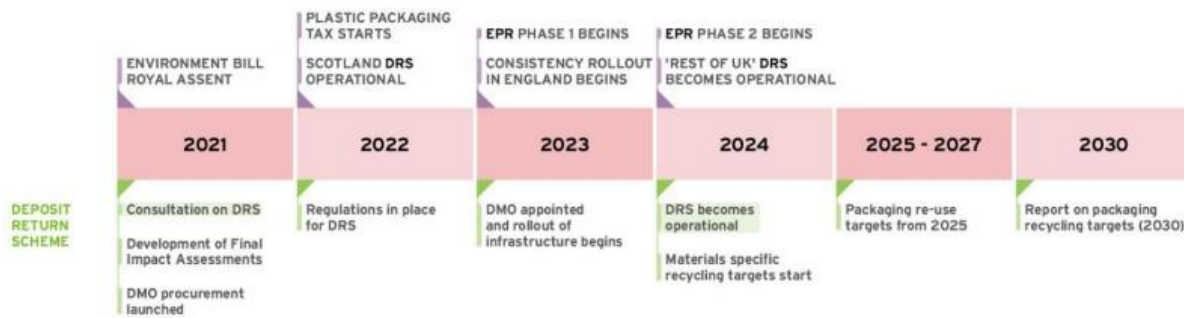 PLASTIC PACKAGING
TAX STARTS
EPR PHASE 1 BEGINS
EPR PHASE 2 BEGINS
ENVIRONMENT BILL
ROYAL ASSENT
SCOTLAND DRS
OPERATIONAL
CONSISTENCY ROLLOUT
IN ENGLAND BEGINS
'REST OF UK' DRS
BECOMES OPERATIONAL
2021
2022
2023
2024
2025 - 2027
2030
DEPOSIT
RETURN
SCHEME
Consultation on DRS
Development of Final
Impact Assessments
DMO procurement
launched
Regulations in place
for DRS
DMO appointed
and rollout of
infrastructure begins
DRS becomes
operational
Materials specific
recycling targets start
Packaging re-use
targets from 2025
Report on packaging
recycling targets (2030)